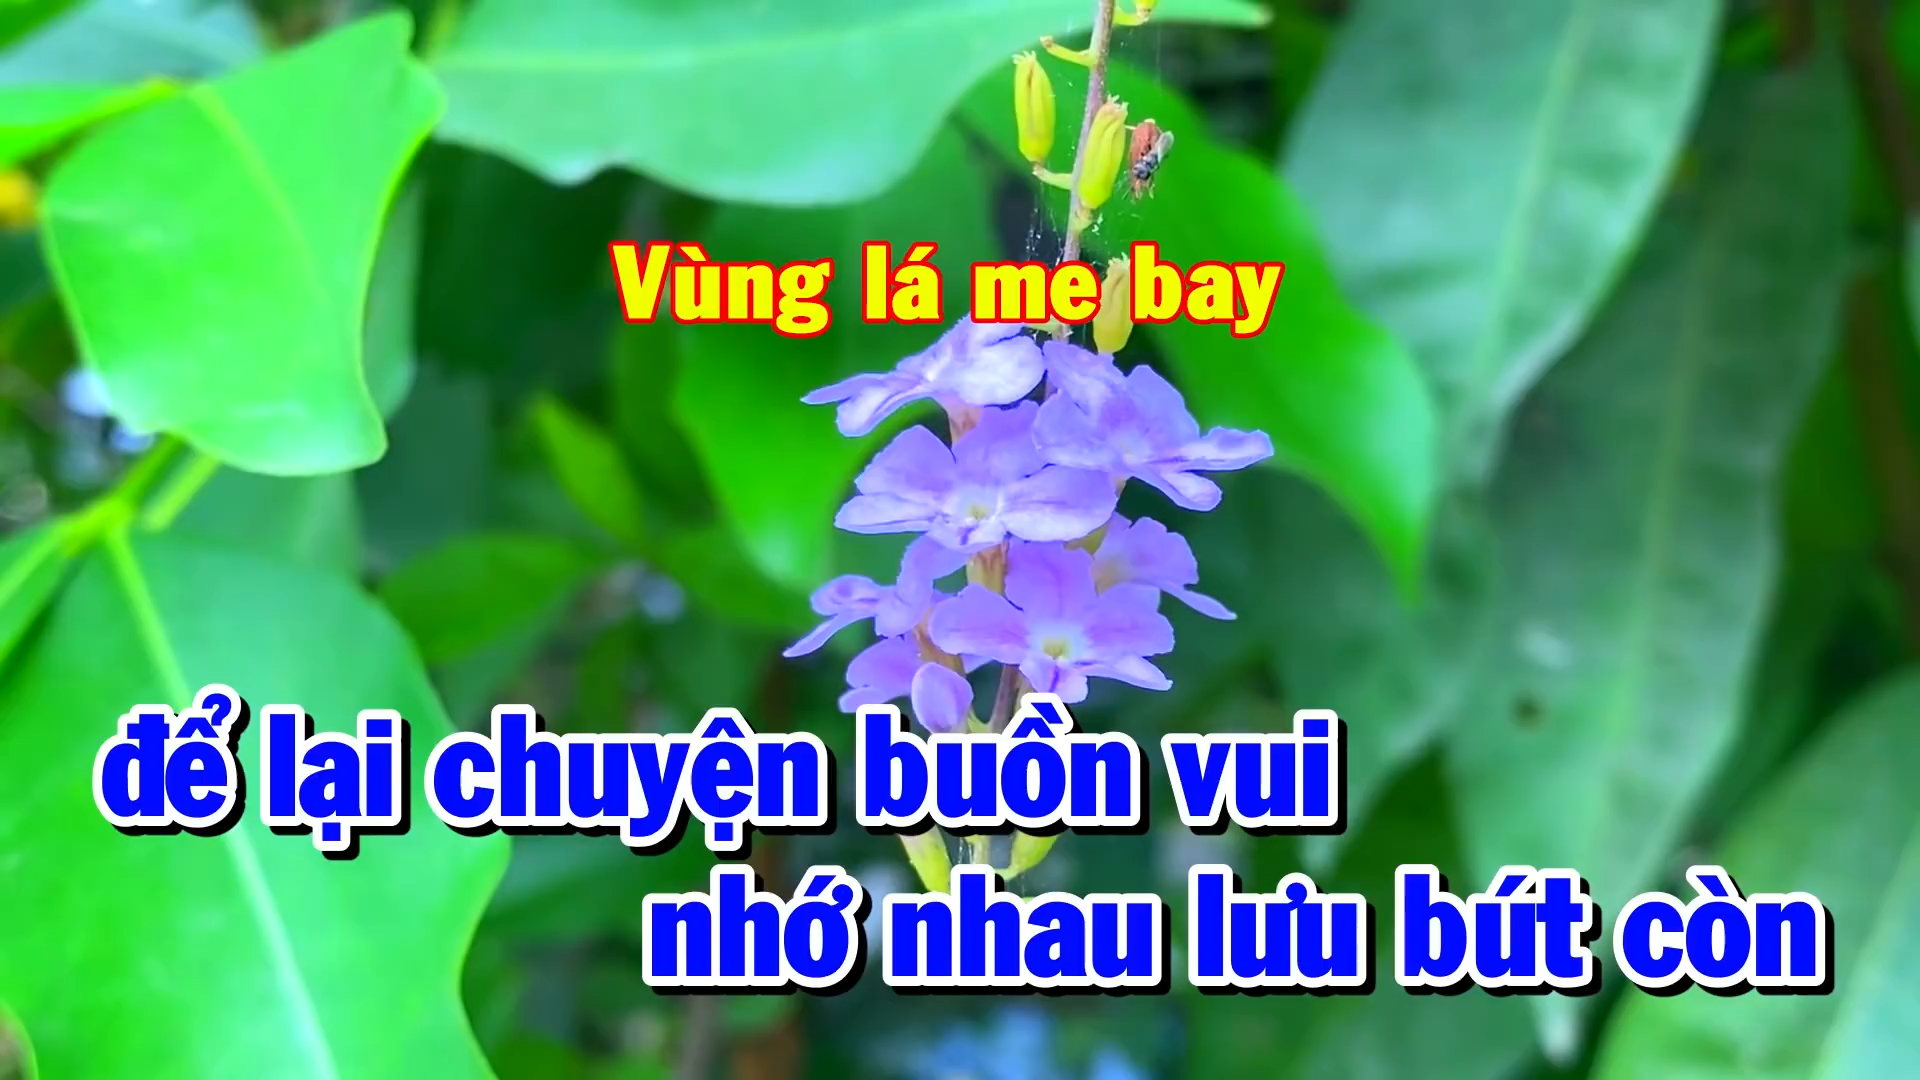 Vùng lá me bay
để lại chuyện buồn vui
nhớ nhau lưu bút còn